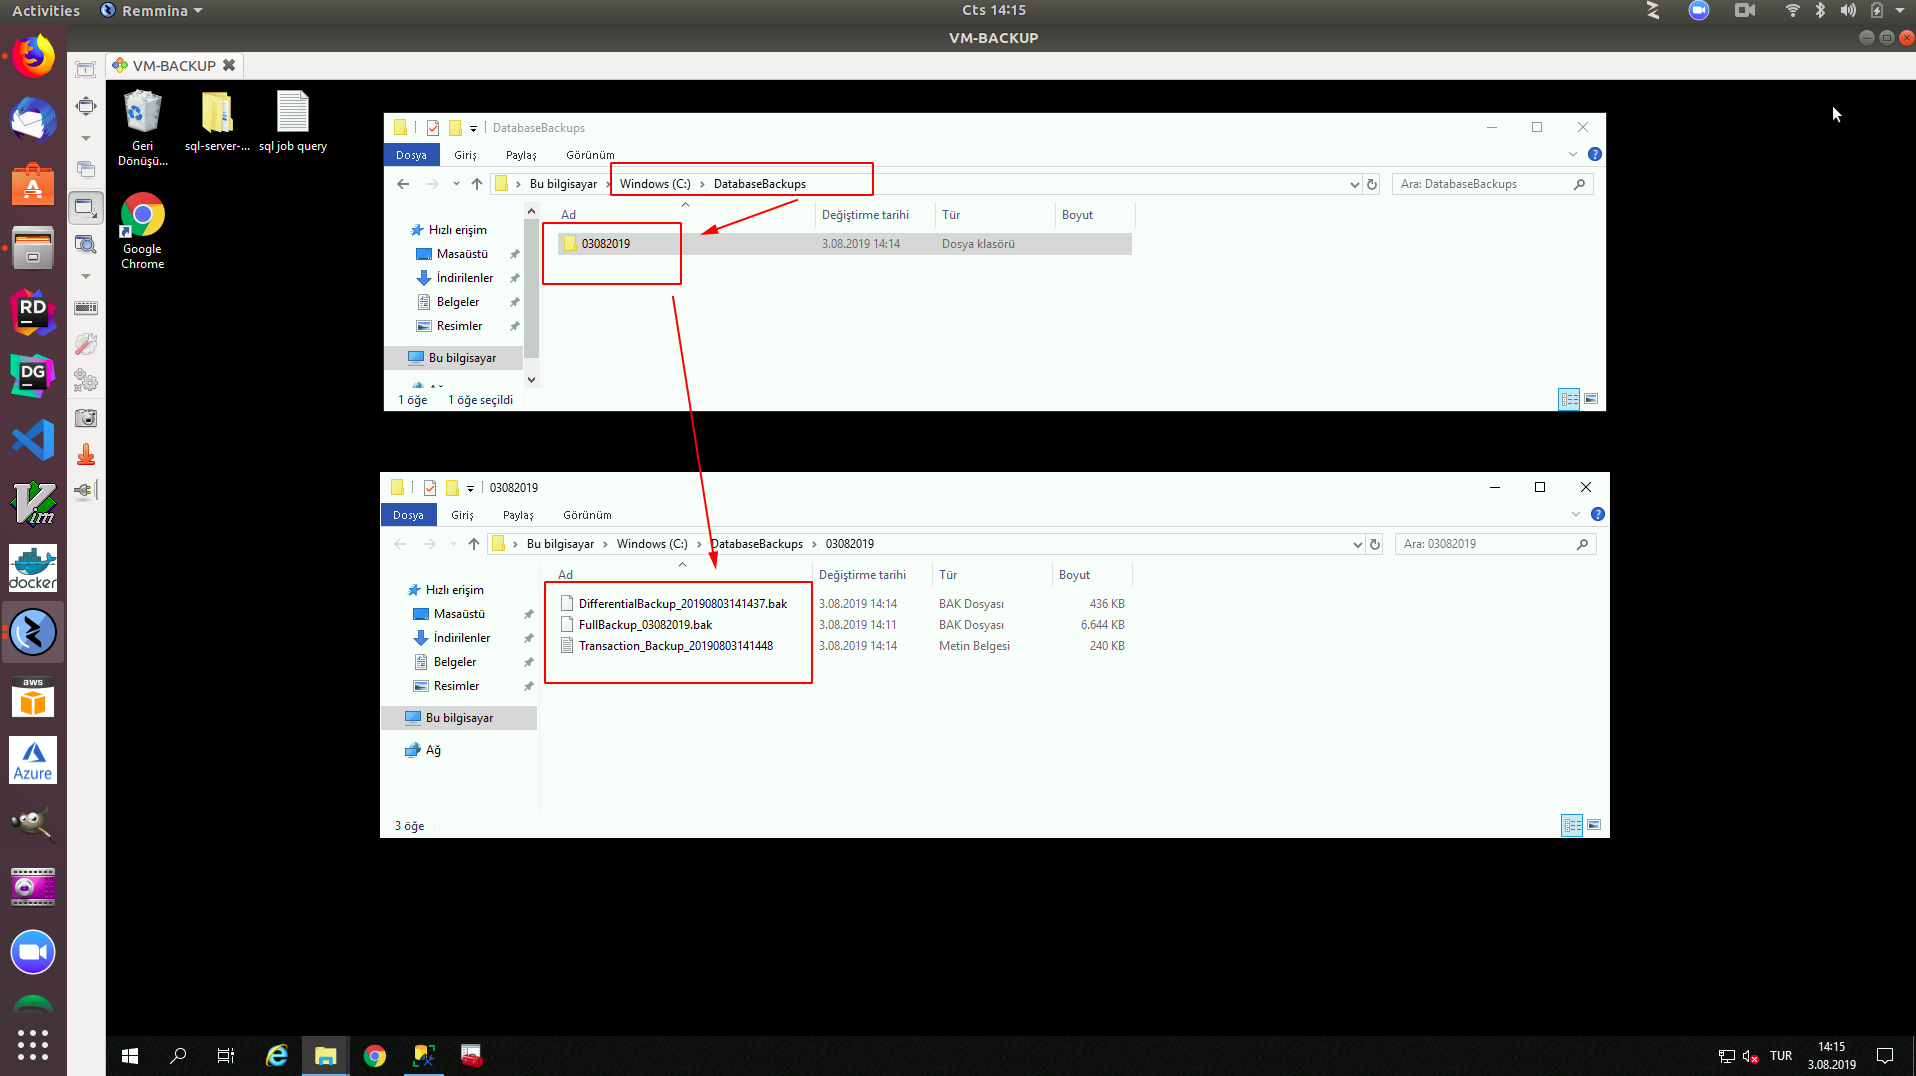 Activities Remmina Cts 14:15
VM-BACKUP
VM-BACKUP
Geri Dönüşü...
sql-server-...
sql job query
Google Chrome
DatabaseBackups
Dosya Giriş Paylaş Görünüm
Bu bilgisayar Windows (C:) DatabaseBackups Ara: DatabaseBackups
Ad Değiştirme tarihi Tür Boyut
03082019 3.08.2019 14:14 Dosya klasörü
Hızlı erişim
Masaüstü
İndirilenler
Belgeler
Resimler
Bu bilgisayar
1 öğe 1 öğe seçildi
03082019
Dosya Giriş Paylaş Görünüm
Bu bilgisayar Windows (C:) DatabaseBackups 03082019 Ara: 03082019
Ad Değiştirme tarihi Tür Boyut
DifferentialBackup_20190803141437.bak 3.08.2019 14:14 BAK Dosyası 436 KB
FullBackup_03082019.bak 3.08.2019 14:11 BAK Dosyası 6.644 KB
Transaction_Backup_20190803141448 3.08.2019 14:14 Metin Belgesi 240 KB
Hızlı erişim
Masaüstü
İndirilenler
Belgeler
Resimler
Bu bilgisayar
Ağ
3 öğe
RD
DG
Vim
docker
aws
Azure
TUR
14:15
3.08.2019